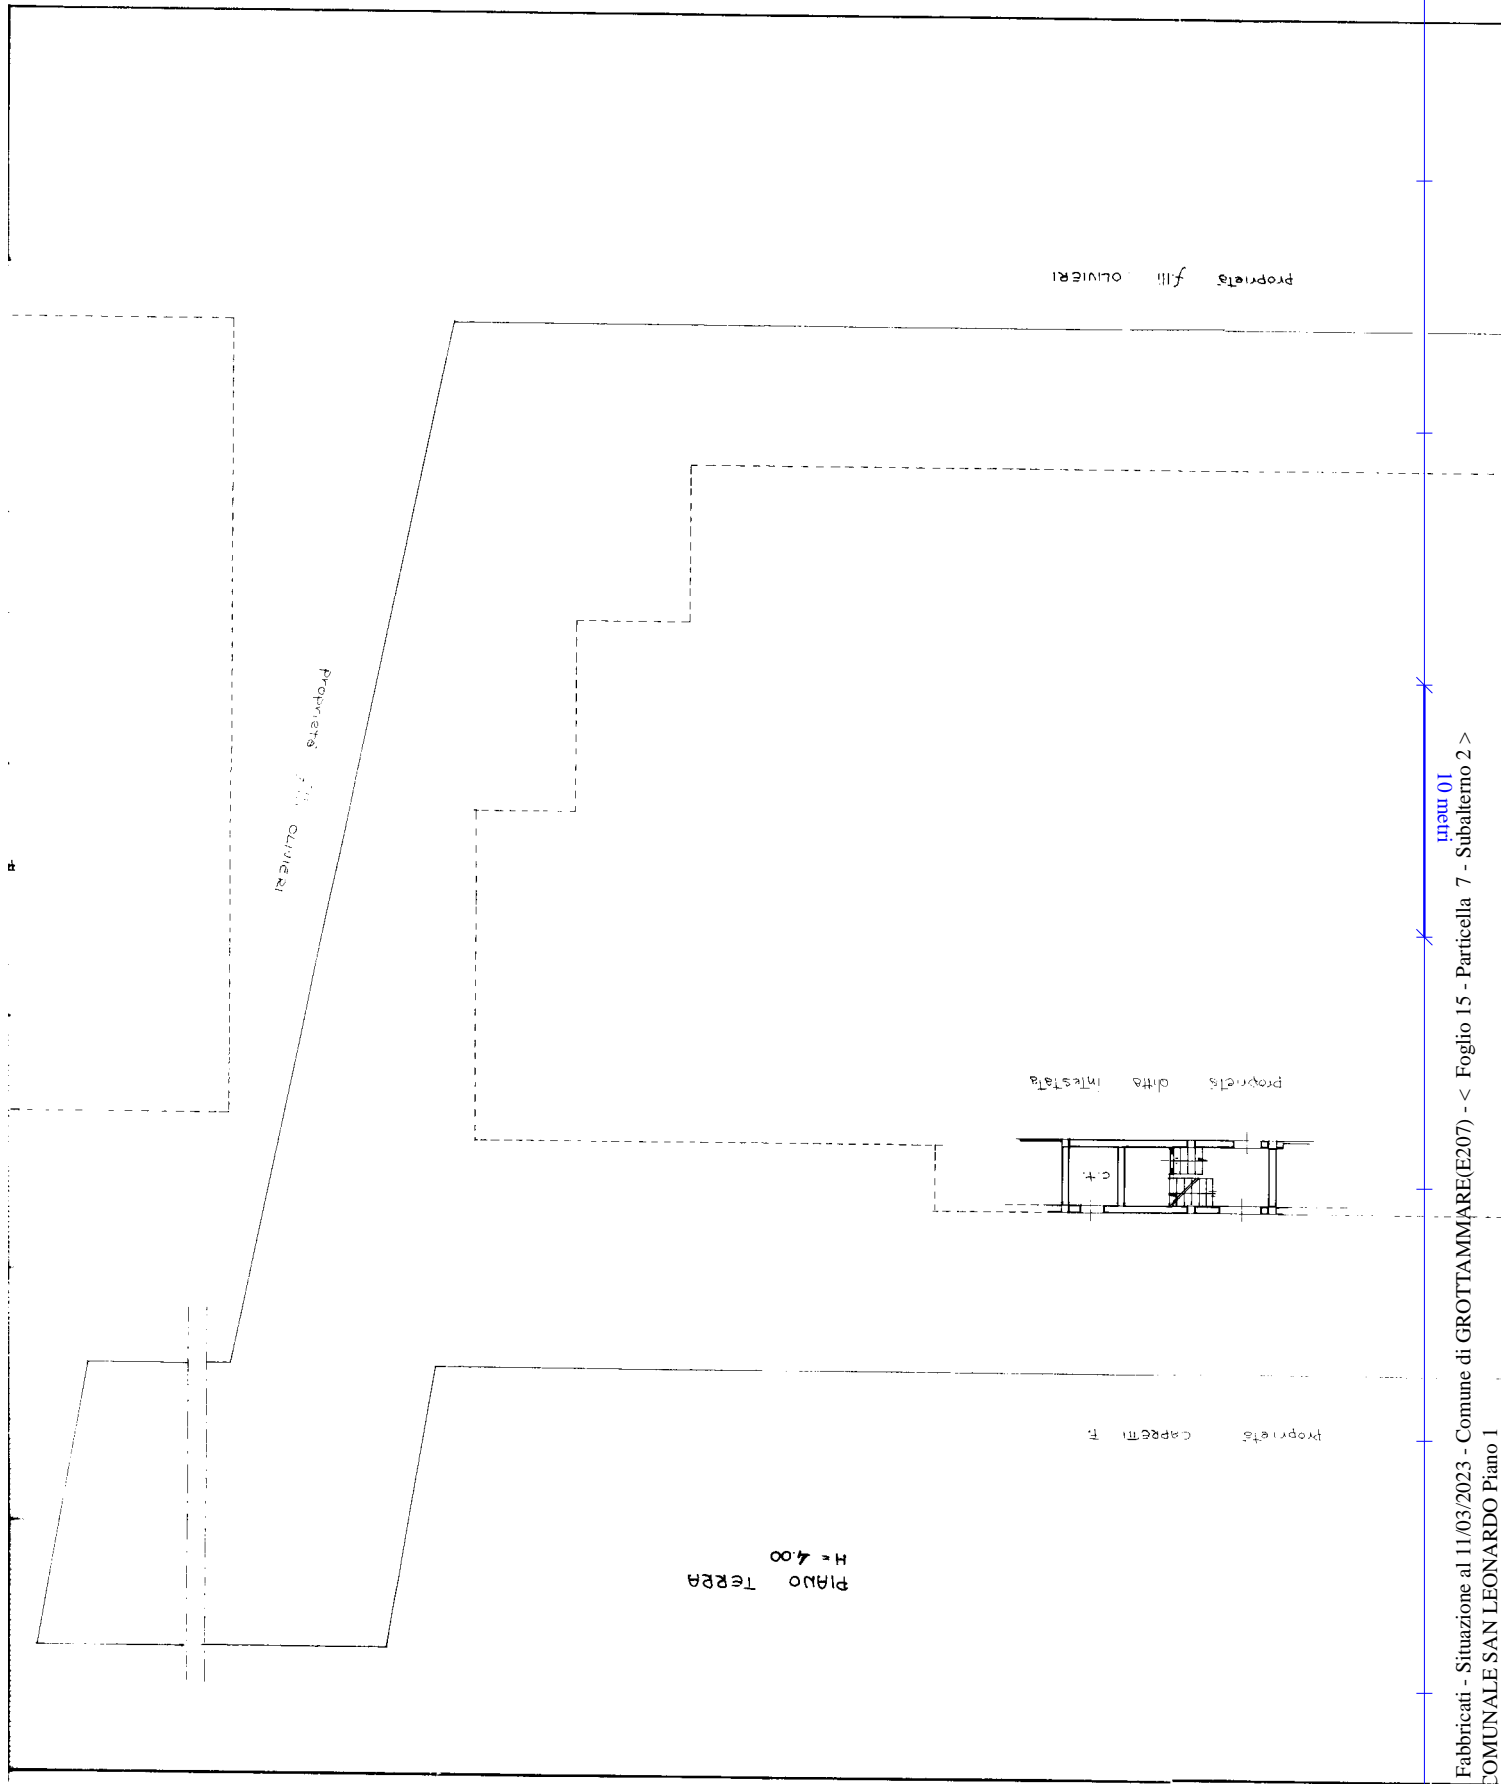 proprietà f.lli OLIVIERI
proprietà f.lli OLIVIERI
10 metri
proprietà ditta intestata
c.t.
proprietà CAPRETTI F.
PIANO TERRA
H = 4.00
Fabbricati - Situazione al 11/03/2023 - Comune di GROTTAMMARE(E207) - < Foglio 15 - Particella 7 - Subalterno 2 >
COMUNALE SAN LEONARDO Piano 1